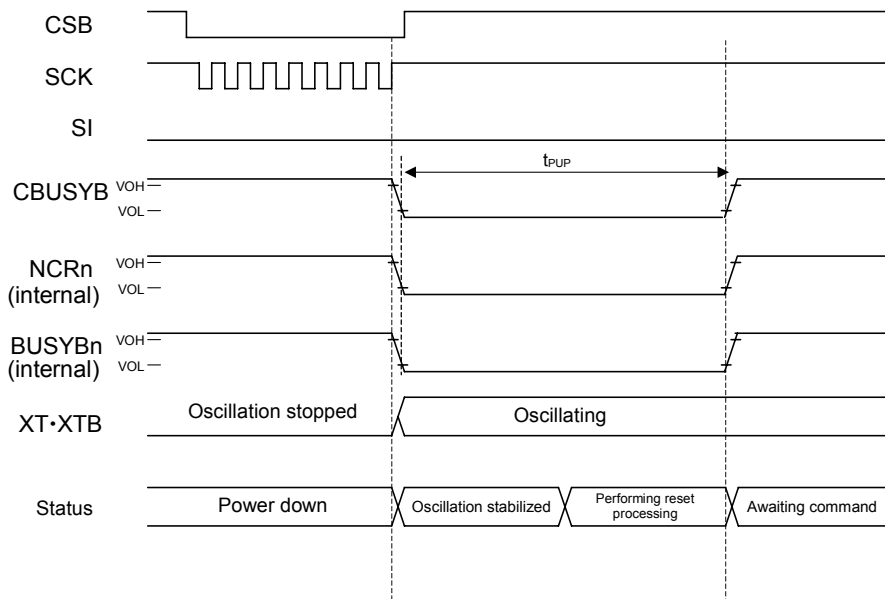 CSB
SCK
SI
tPUP
CBUSYB
VOH
VOL
NCRn
(internal)
VOH
VOL
BUSYBn
(internal)
VOH
VOL
XT・XTB
Oscillation stopped
Oscillating
Status
Power down
Oscillation stabilized
Performing reset
processing
Awaiting command